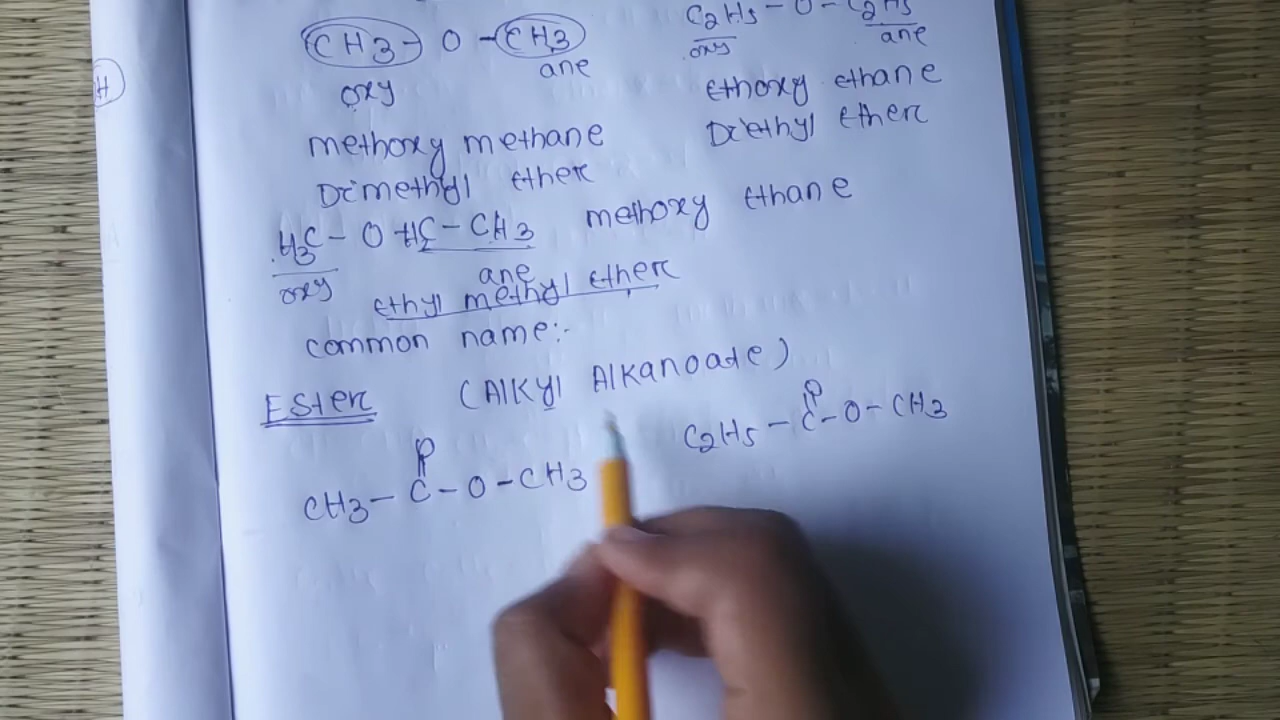 CH3 - O - CH3 C2H5 - O - C2H5
oxy ane oxy ane
H
methoxy methane ethoxy ethane
Dimethyl ether Diethyl ether
H3C - O H2C - CH3 methoxy Ethane
oxy ane
ethyl methyl ether
common name:-
Ester (Alkyl Alkanoate)
O O
CH3 - C - O - CH3 C2H5 - C - O - CH3